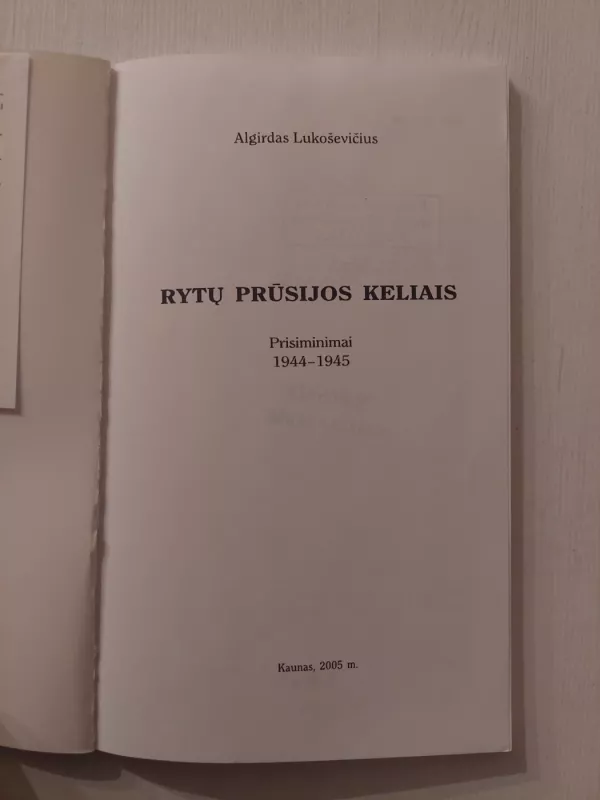 Algirdas Lukoševičius
RYTŲ PRŪSIJOS KELIAIS
Prisiminimai
1944–1945
Kaunas, 2005 m.